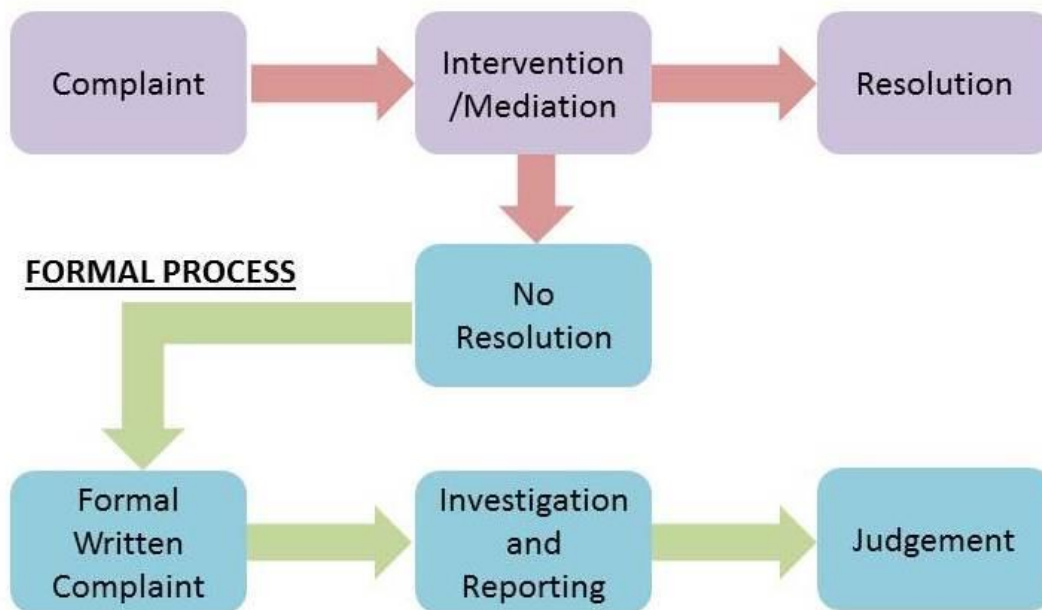 Complaint
Intervention
/Mediation
Resolution
No
Resolution
FORMAL PROCESS
Formal
Written
Complaint
Investigation
and
Reporting
Judgement